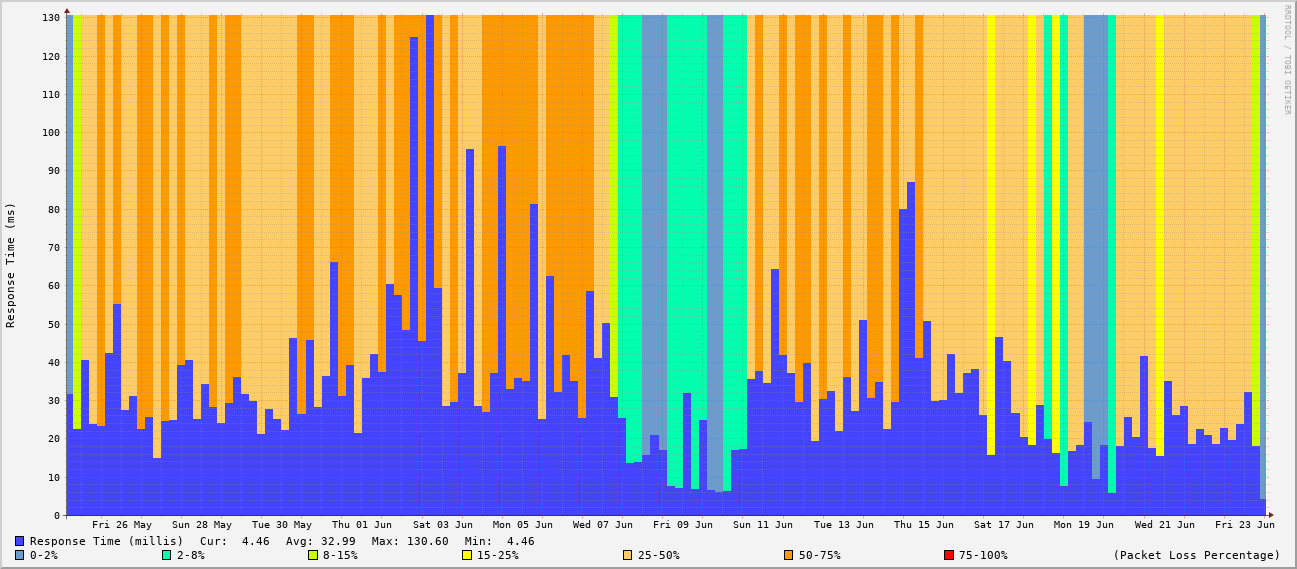 130
120
110
100
90
80
70
60
50
40
30
20
10
0
Response Time (ms)
RRDTOOL / TOBI OETIKER
Fri 26 May Sun 28 May Tue 30 May Thu 01 Jun Sat 03 Jun Mon 05 Jun Wed 07 Jun Fri 09 Jun Sun 11 Jun Tue 13 Jun Thu 15 Jun Sat 17 Jun Mon 19 Jun Wed 21 Jun Fri 23 Jun
Response Time (millis) Cur: 4.46 Avg: 32.99 Max: 130.60 Min: 4.46
0-2% 2-8% 8-15% 15-25% 25-50% 50-75% 75-100% (Packet Loss Percentage)